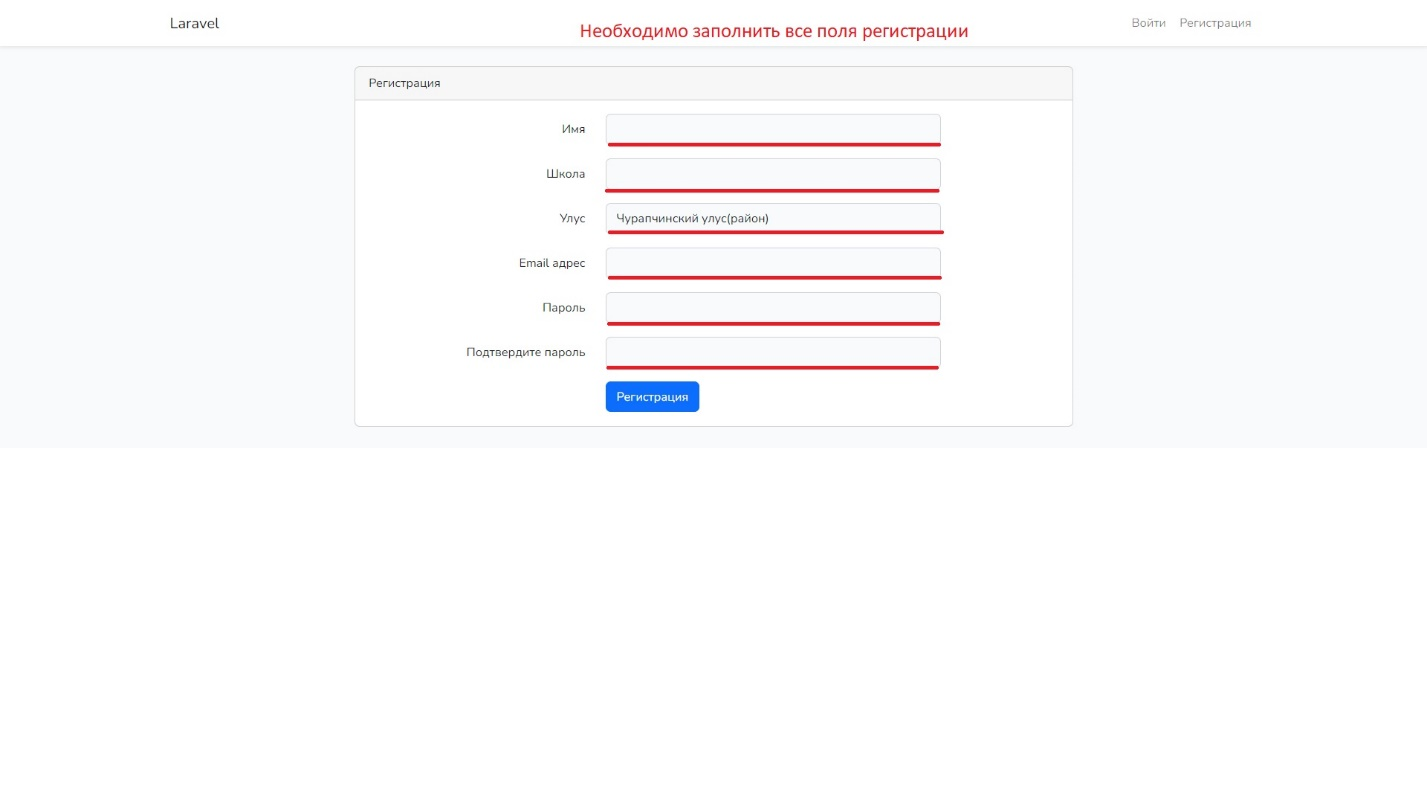 Laravel
Необходимо заполнить все поля регистрации
Войти Регистрация
Регистрация
Имя
Школа
Улус Чурапчинский улус(район)
Email адрес
Пароль
Подтвердите пароль
Регистрация